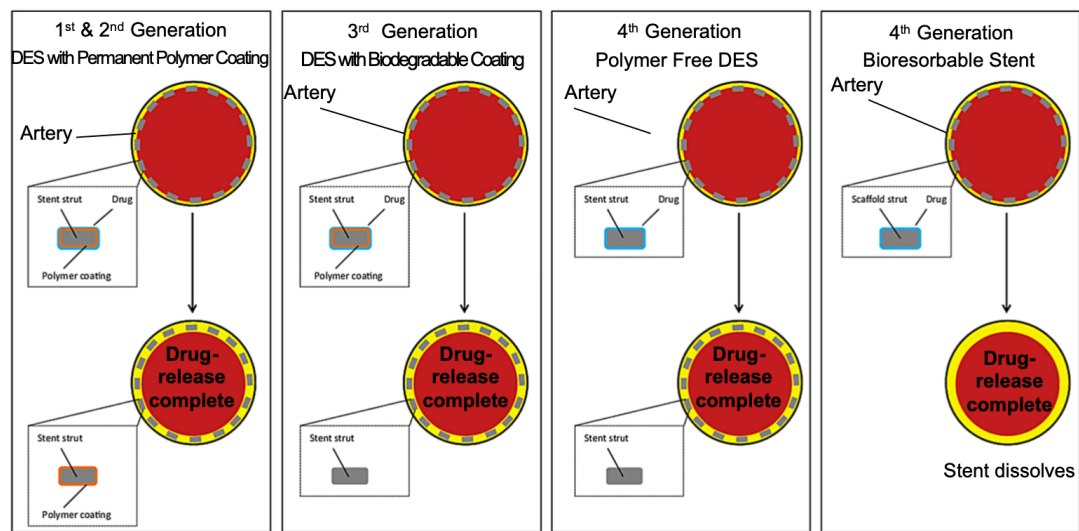 1st & 2nd Generation
DES with Permanent Polymer Coating
Artery
Stent strut
Drug
Polymer coating
Drug-
release
complete
Stent strut
Polymer coating
3rd Generation
DES with Biodegradable Coating
Artery
Stent strut
Drug
Polymer coating
Drug-
release
complete
Stent strut
4th Generation
Polymer Free DES
Artery
Stent strut
Drug
Drug-
release
complete
Stent strut
4th Generation
Bioresorbable Stent
Artery
Scaffold strut
Drug
Drug-
release
complete
Stent dissolves